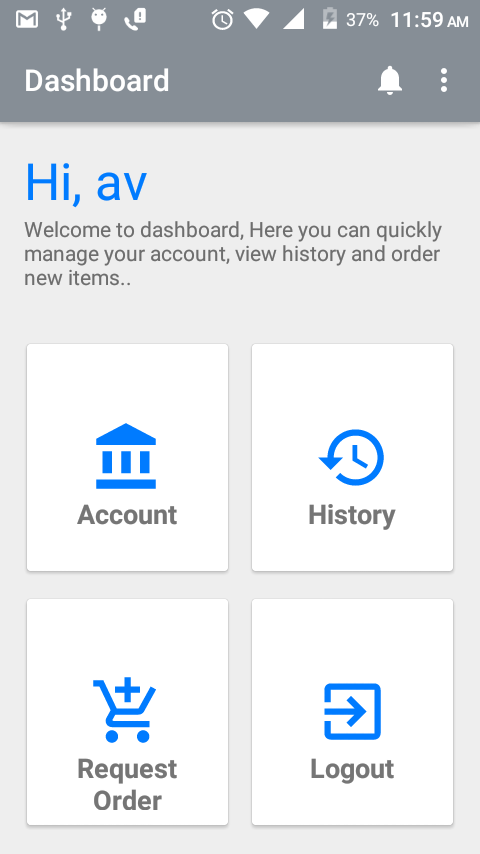 37% 11:59 AM
Dashboard
Hi, av
Welcome to dashboard, Here you can quickly
manage your account, view history and order
new items..
Account
History
Request
Order
Logout